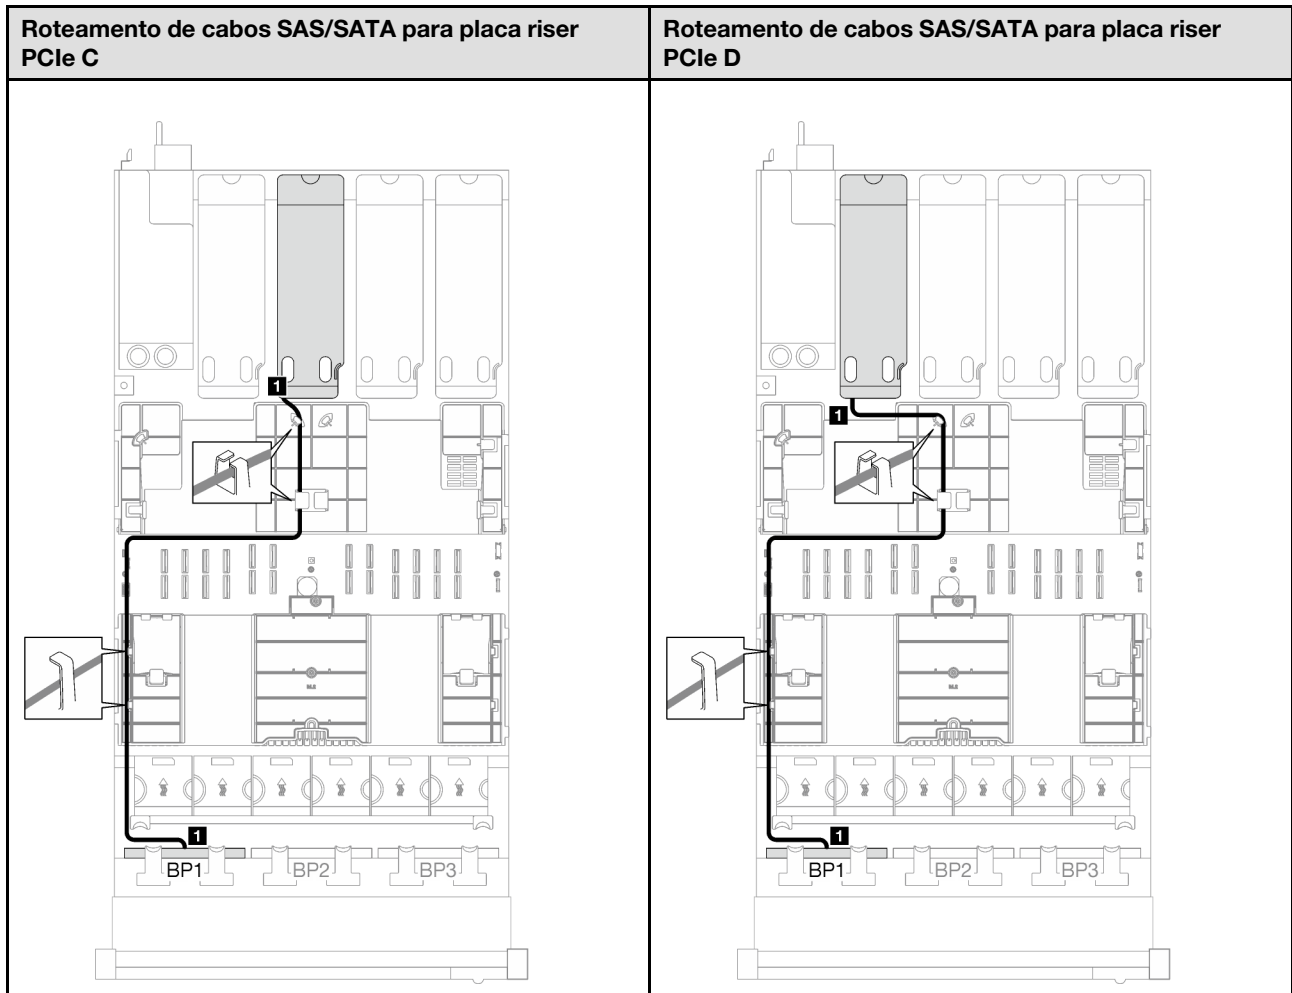 Roteamento de cabos SAS/SATA para placa riser
PCIe C
Roteamento de cabos SAS/SATA para placa riser
PCIe D
1
1
BP1
BP2
BP3
1
1
BP1
BP2
BP3